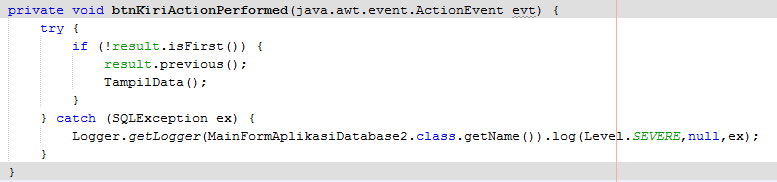 private void btnKiriActionPerformed(java.awt.event.ActionEvent evt) {
    try {
        if (!result.isFirst()) {
            result.previous();
            TampilData();
        }
    } catch (SQLException ex) {
        Logger.getLogger(MainFormAplikasiDatabase2.class.getName()).log(Level.SEVERE,null,ex);
    }
}